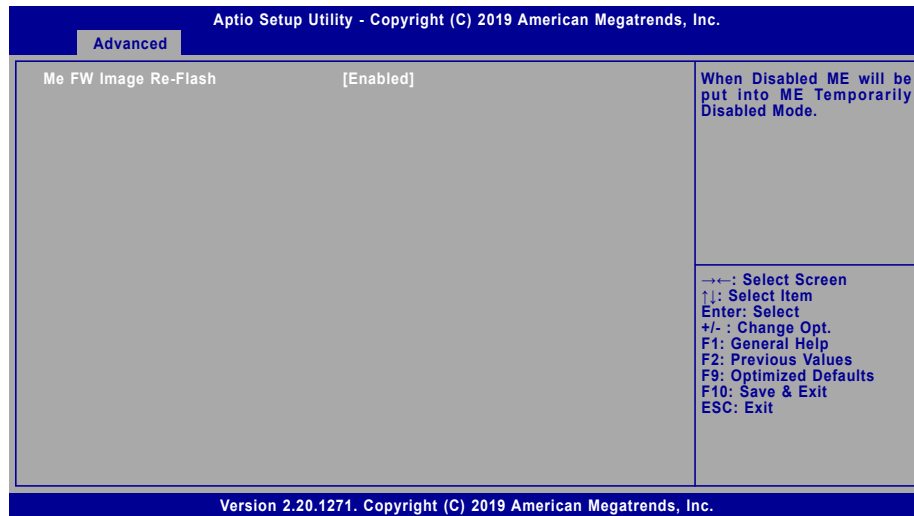 Aptio Setup Utility - Copyright (C) 2019 American Megatrends, Inc.
Advanced
Me FW Image Re-Flash [Enabled]
When Disabled ME will be
put into ME Temporarily
Disabled Mode.
→←: Select Screen
↑↓: Select Item
Enter: Select
+/- : Change Opt.
F1: General Help
F2: Previous Values
F9: Optimized Defaults
F10: Save & Exit
ESC: Exit
Version 2.20.1271. Copyright (C) 2019 American Megatrends, Inc.